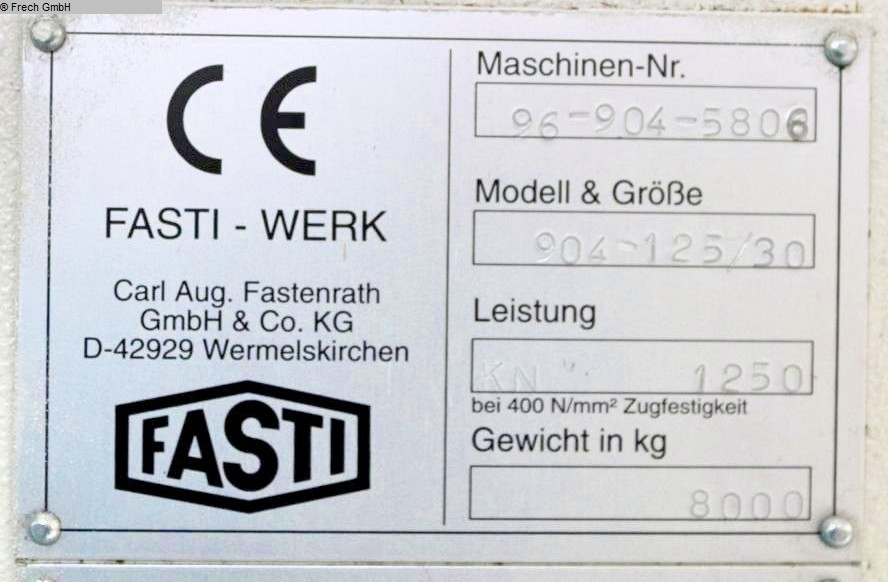 © Frech GmbH
CE
FASTI - WERK
Carl Aug. Fastenrath
GmbH & Co. KG
D-42929 Wermelskirchen
FASTI
Maschinen-Nr.
96-904-5806
Modell & Größe
904-125/30
Leistung
KN 1250
bei 400 N/mm² Zugfestigkeit
Gewicht in kg
8000